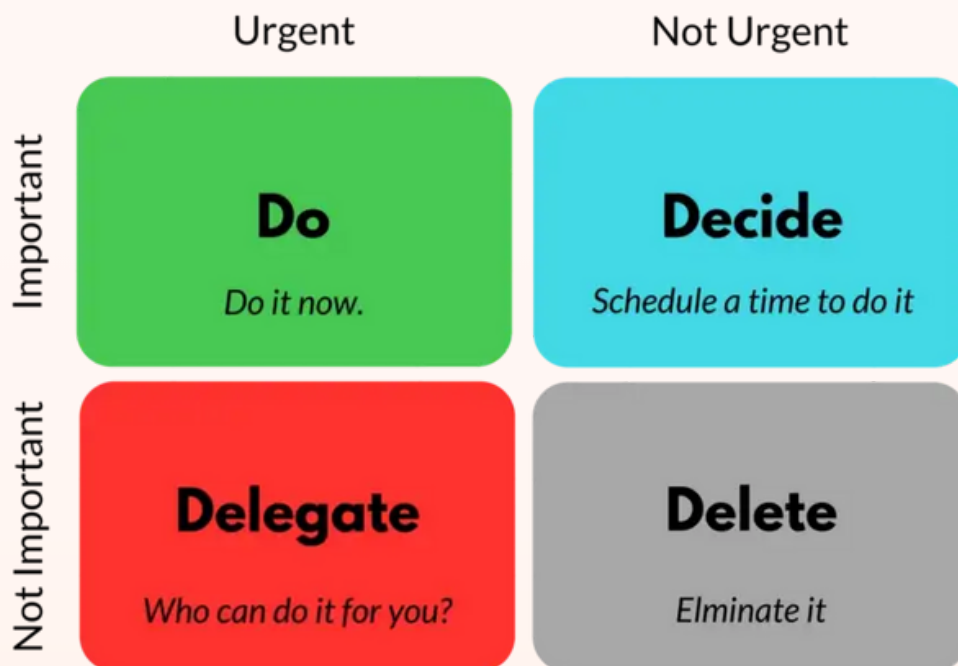 Urgent
Not Urgent
Important
Do
Do it now.
Decide
Schedule a time to do it
Not Important
Delegate
Who can do it for you?
Delete
Elminate it